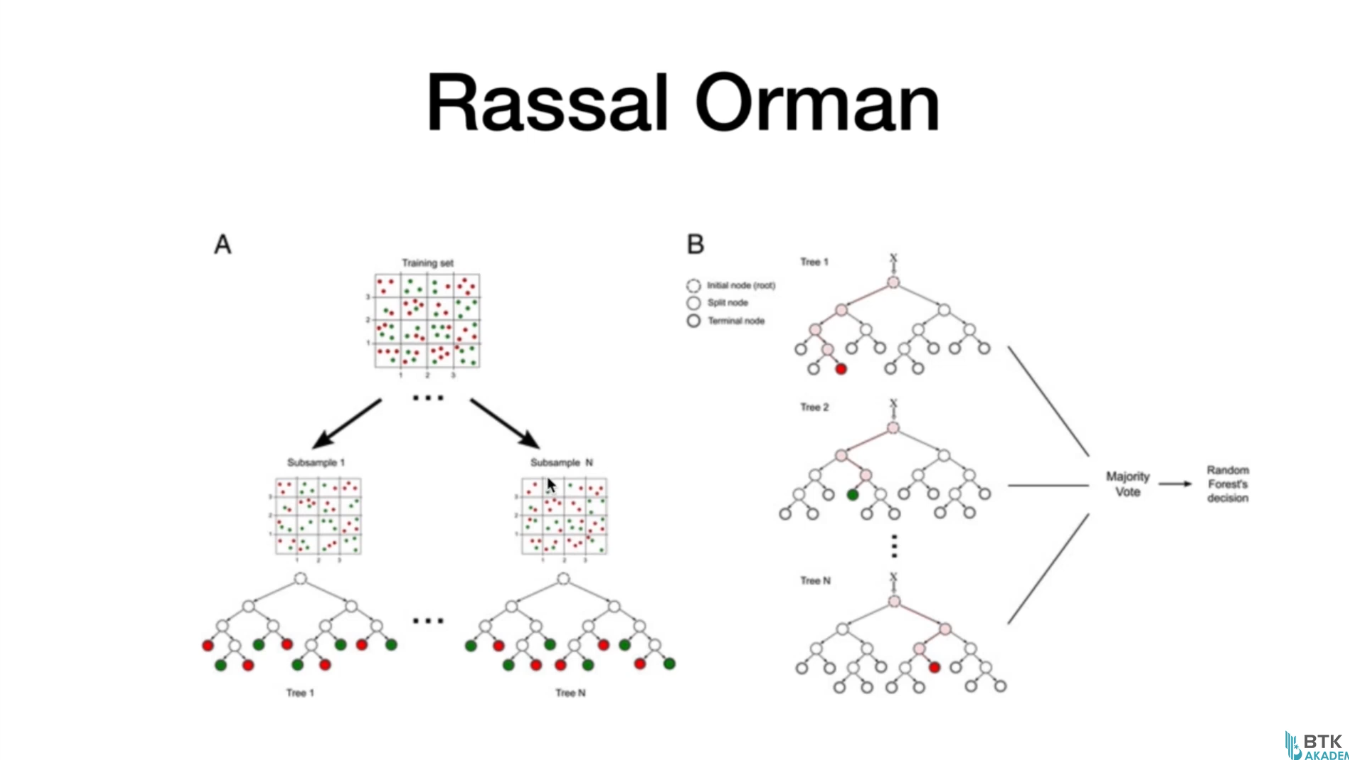 Rassal Orman
A
Training set
3
2
1
1 2 3
...
Subsample 1
3
2
1
1 2 3
Subsample N
3
2
1
1 2 3
...
Tree 1
Tree N
B
Initial node (root)
Split node
Terminal node
Tree 1
X
Tree 2
X
Tree N
X
Majority
Vote
Random
Forest's
decision
BTK
AKADEM